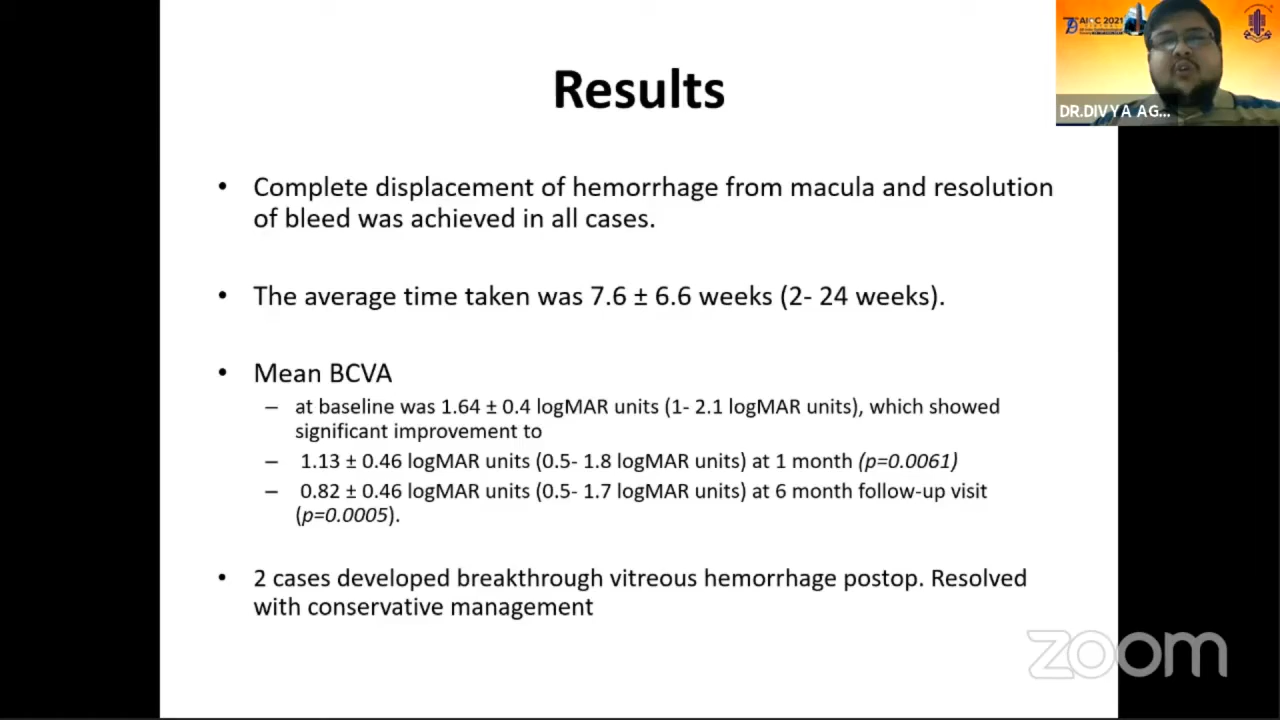 Results
• Complete displacement of hemorrhage from macula and resolution
of bleed was achieved in all cases.
• The average time taken was 7.6 ± 6.6 weeks (2- 24 weeks).
• Mean BCVA
– at baseline was 1.64 ± 0.4 logMAR units (1- 2.1 logMAR units), which showed
significant improvement to
– 1.13 ± 0.46 logMAR units (0.5- 1.8 logMAR units) at 1 month (p=0.0061)
– 0.82 ± 0.46 logMAR units (0.5- 1.7 logMAR units) at 6 month follow-up visit
(p=0.0005).
• 2 cases developed breakthrough vitreous hemorrhage postop. Resolved
with conservative management
AIOC 2021
DR.DIVYA AG...
zoom